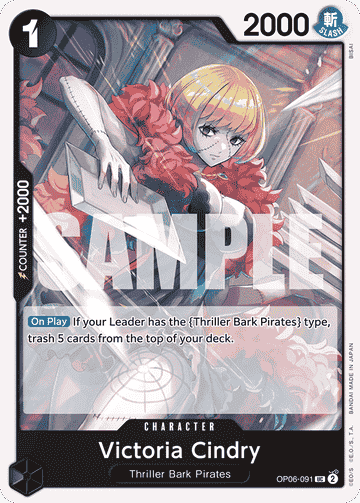 1
2000
斬
SLASH
BISAI
COUNTER +2000
SAMPLE
On Play If your Leader has the {Thriller Bark Pirates} type,
trash 5 cards from the top of your deck.
CHARACTER
Victoria Cindry
Thriller Bark Pirates
OP06-091 UC 2
©E.O/S. ©E.O./S., T.A. BANDAI MADE IN JAPAN